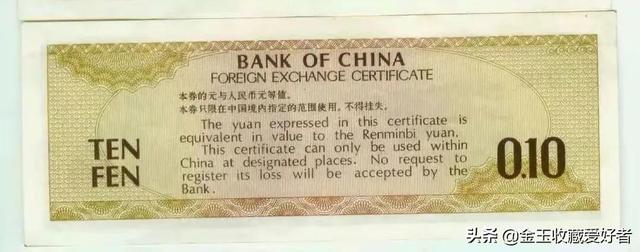 BANK OF CHINA
FOREIGN EXCHANGE CERTIFICATE
本券的元与人民币元等值。
本券只限在中国境内指定的范围使用，不得挂失。
The yuan expressed in this certificate is
equivalent in value to the Renminbi yuan.
This certificate can only be used within
China at designated places. No request to
register its loss will be accepted by the
Bank.
TEN
FEN
0.10
头条@金玉收藏爱好者